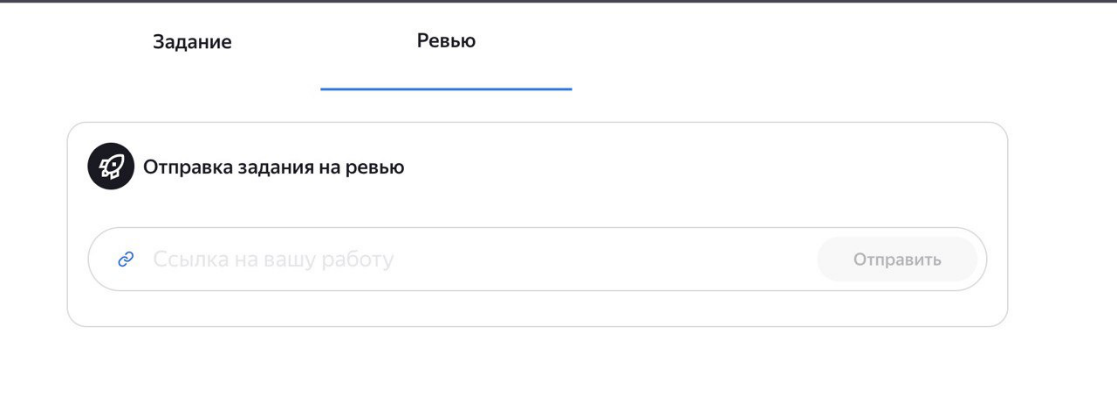 Задание
Ревью
Отправка задания на ревью
Ссылка на вашу работу
Отправить